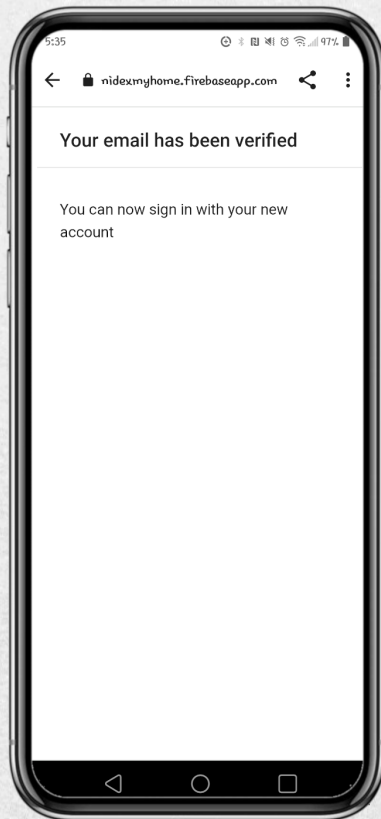 5:35
97%
nidexmyhome.firebaseapp.com
Your email has been verified
You can now sign in with your new
account